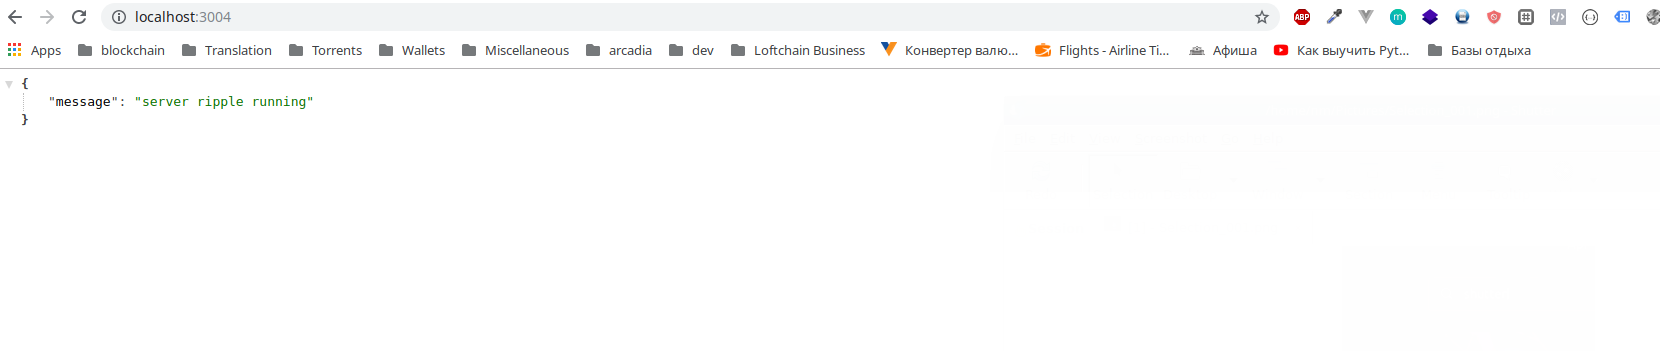 localhost:3004
ABP m
Apps blockchain Translation Torrents Wallets Miscellaneous arcadia dev Loftchain Business Конвертер валю... Flights - Airline Ti... Афиша Как выучить Pyt... Базы отдыха
{
"message": "server ripple running"
}